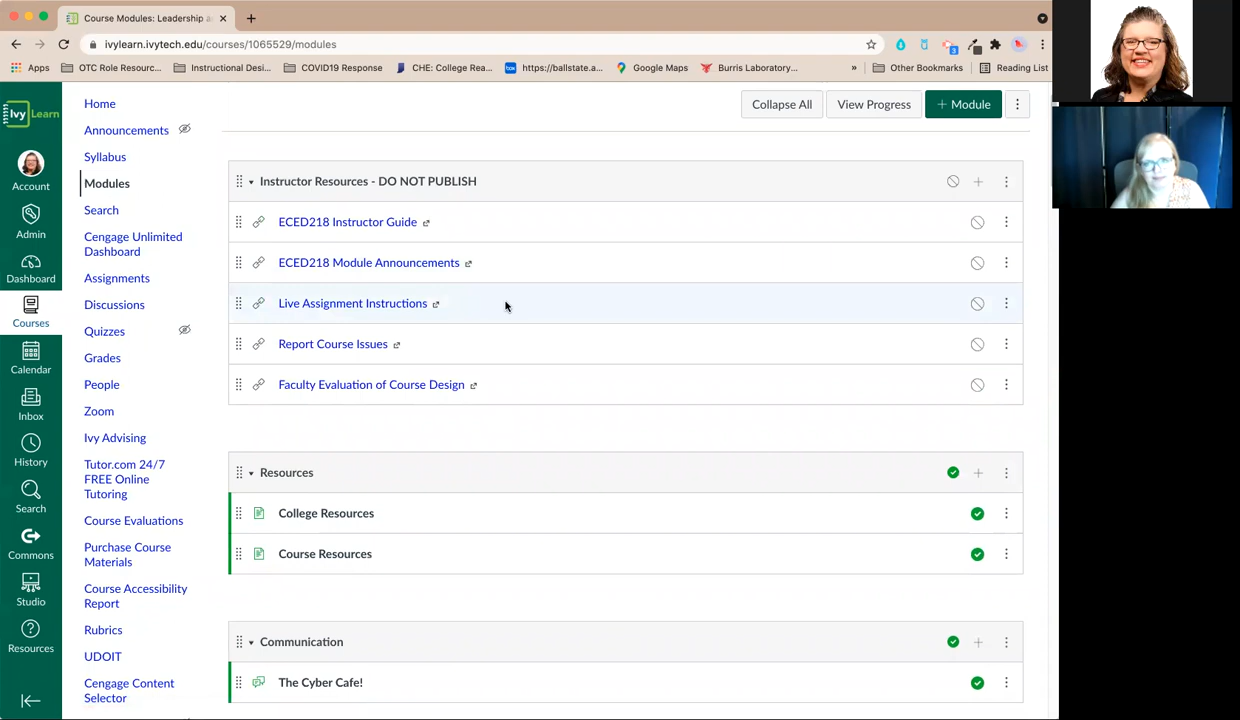 Course Modules: Leadership a
ivylearn.ivytech.edu/courses/1065529/modules
Apps
OTC Role Resourc...
Instructional Desi...
COVID19 Response
CHE: College Rea...
https://ballstate.a...
Google Maps
Burris Laboratory...
»
Other Bookmarks
Reading List
Ivy Learn
Account
Admin
Dashboard
Courses
Calendar
Inbox
History
Search
Commons
Studio
Resources
Home
Announcements
Syllabus
Modules
Search
Cengage Unlimited
Dashboard
Assignments
Discussions
Quizzes
Grades
People
Zoom
Ivy Advising
Tutor.com 24/7
FREE Online
Tutoring
Course Evaluations
Purchase Course
Materials
Course Accessibility
Report
Rubrics
UDOIT
Cengage Content
Selector
Collapse All
View Progress
+ Module
Instructor Resources - DO NOT PUBLISH
ECED218 Instructor Guide
ECED218 Module Announcements
Live Assignment Instructions
Report Course Issues
Faculty Evaluation of Course Design
Resources
College Resources
Course Resources
Communication
The Cyber Cafe!